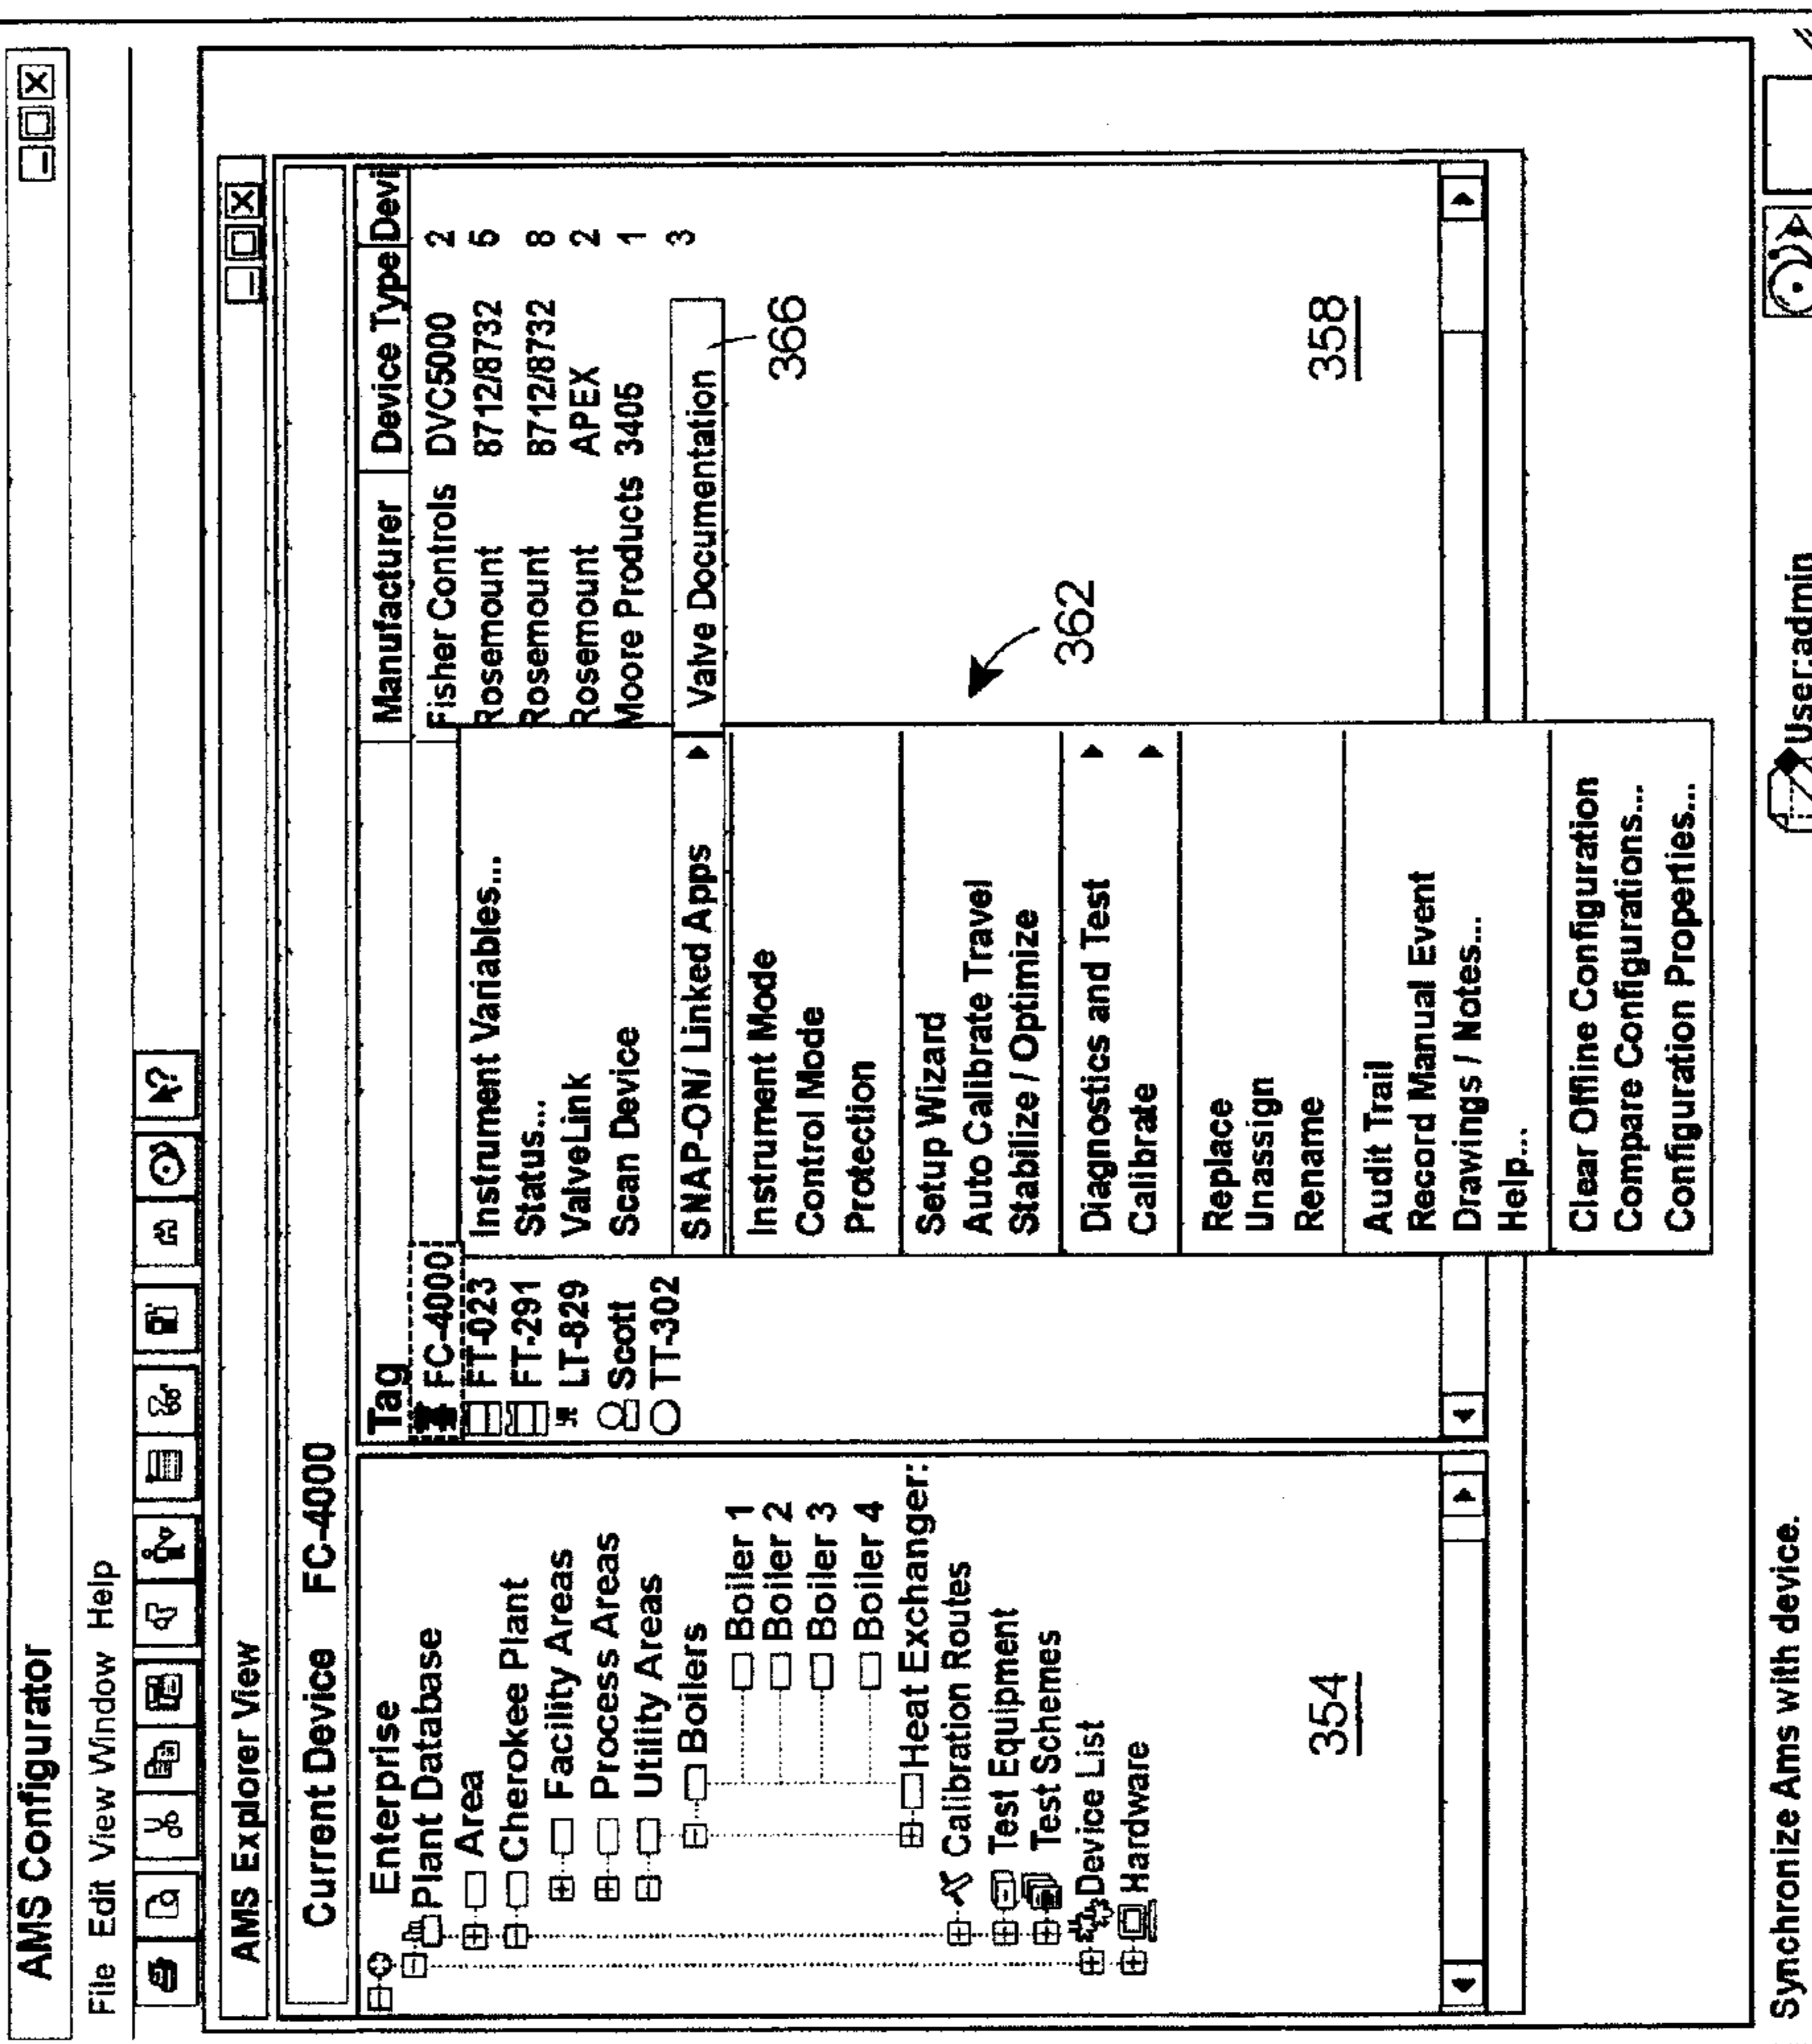 AMS Configurator
File Edit View Window Help
AMS Explorer View
Current Device FC-4000
Enterprise
Plant Database
Area
Cherokee Plant
Facility Areas
Process Areas
Utility Areas
Boilers
Boiler 1
Boiler 2
Boiler 3
Boiler 4
Heat Exchanger:
Calibration Routes
Test Equipment
Test Schemes
Device List
Hardware
354
Tag Manufacturer Device Type Devi
FC-4000 Fisher Controls DVC5000 2
FT-023 Rosemount 8712/8732 5
FT-291 Rosemount 8712/8732 8
LT-829 Rosemount APEX 2
Scott Moore Products 3405 1
TT-302 3
Instrument Variables...
Status...
ValveLink
Scan Device
SNAP-ON/ Linked Apps
Valve Documentation
366
Instrument Mode
Control Mode
Protection
Setup Wizard
Auto Calibrate Travel
Stabilize / Optimize
Diagnostics and Test
Calibrate
Replace
Unassign
Rename
Audit Trail
Record Manual Event
Drawings / Notes...
Help...
Clear Offline Configuration
Compare Configurations...
Configuration Properties...
362
358
Synchronize Ams with device.
User:admin